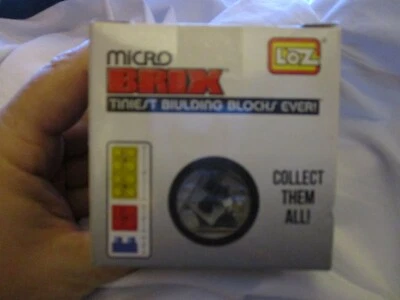 MICRO
BRIX
TINIEST BIULDING BLOCKS EVER!
LOZ
COLLECT
THEM
ALL!